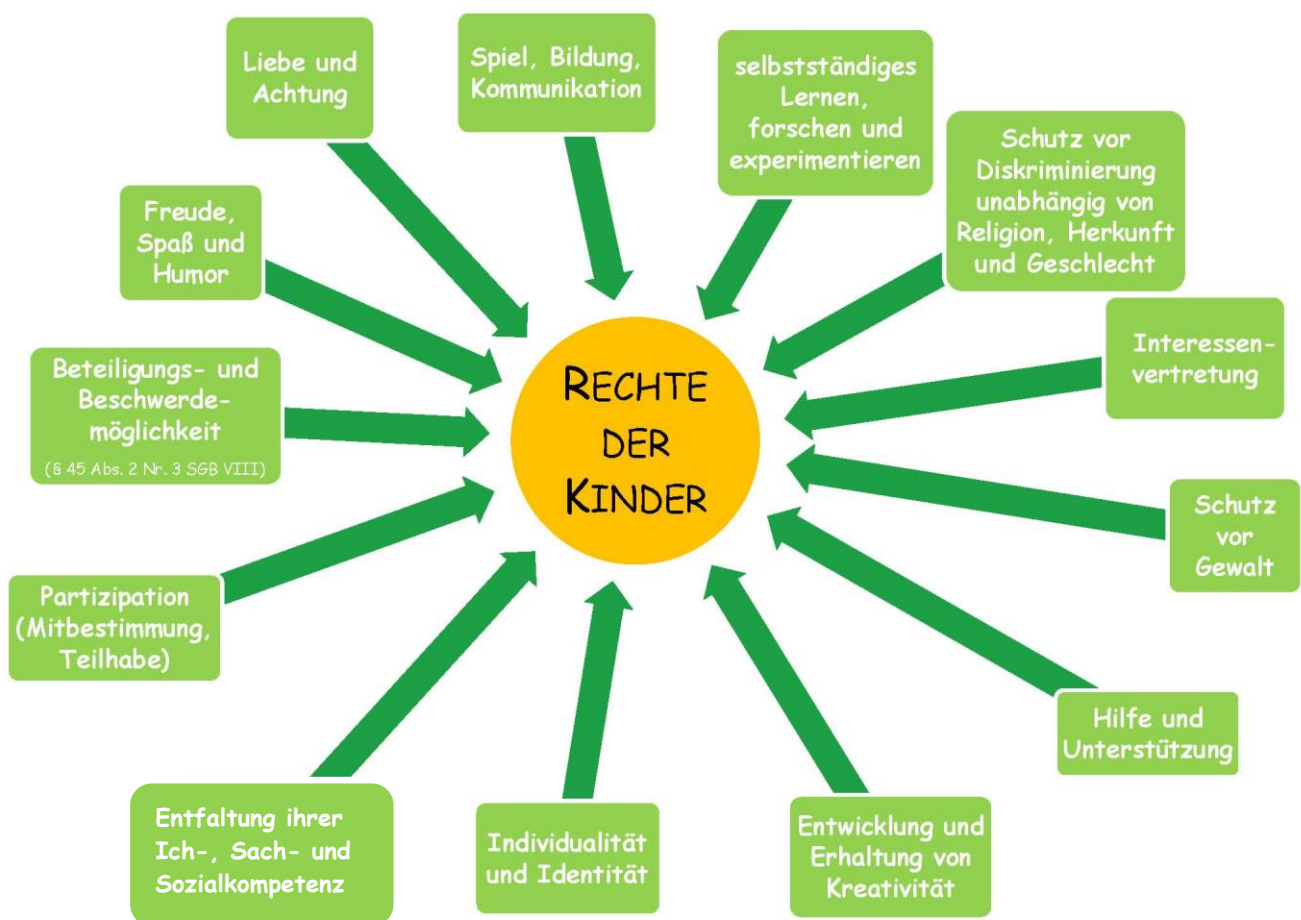 Liebe und
Achtung
Spiel, Bildung,
Kommunikation
selbstständiges
Lernen,
forschen und
experimentieren
Schutz vor
Diskriminierung
unabhängig von
Religion, Herkunft
und Geschlecht
Freude,
Spaß und
Humor
Interessen-
vertretung
Beteiligungs- und
Beschwerde-
möglichkeit
(§ 45 Abs. 2 Nr. 3 SGB VIII)
RECHTE
DER
KINDER
Schutz
vor
Gewalt
Partizipation
(Mitbestimmung,
Teilhabe)
Hilfe und
Unterstützung
Entfaltung ihrer
Ich-, Sach- und
Sozialkompetenz
Individualität
und Identität
Entwicklung und
Erhaltung von
Kreativität